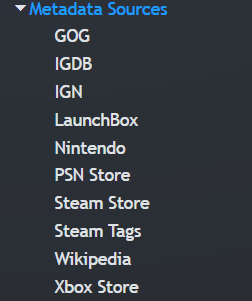 Metadata Sources
GOG
IGDB
IGN
LaunchBox
Nintendo
PSN Store
Steam Store
Steam Tags
Wikipedia
Xbox Store